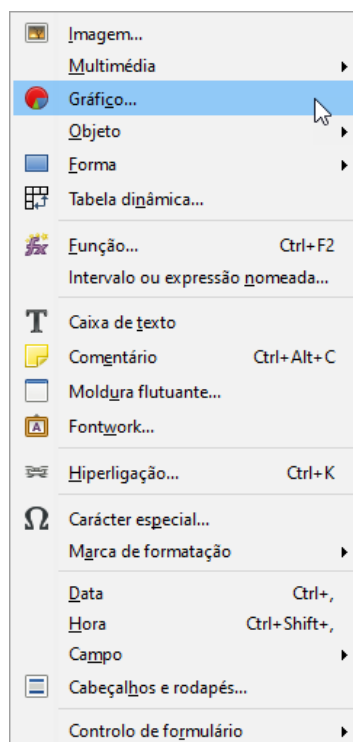 Imagem...
Multimédia
Gráfico...
Objeto
Forma
Tabela dinâmica...
Função... Ctrl+F2
Intervalo ou expressão nomeada...
Caixa de texto
Comentário Ctrl+Alt+C
Moldura flutuante...
Fontwork...
Hiperligação... Ctrl+K
Carácter especial...
Marca de formatação
Data Ctrl+,
Hora Ctrl+Shift+,
Campo
Cabeçalhos e rodapés...
Controlo de formulário